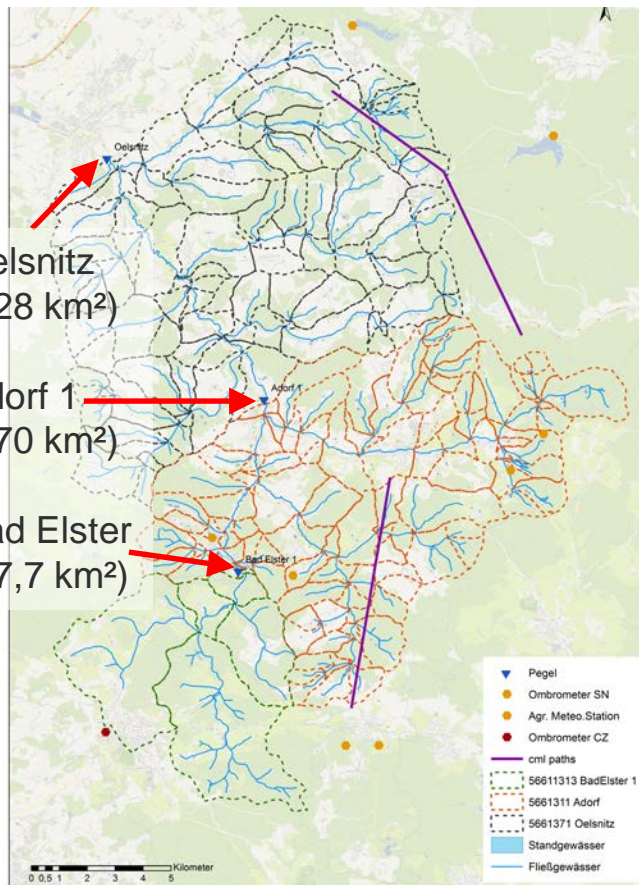 Oelsnitz
elsnitz
28 km²)
Adorf 1
dorf 1
70 km²)
ad Elster
Bad Elster 1
7,7 km²)
Pegel
Ombrometer SN
Agr. Meteo.Station
Ombrometer CZ
cml paths
56611313 BadElster 1
5661311 Adorf
5661371 Oelsnitz
Standgewässer
Fließgewässer
Kilometer
0 0,5 1 2 3 4 5